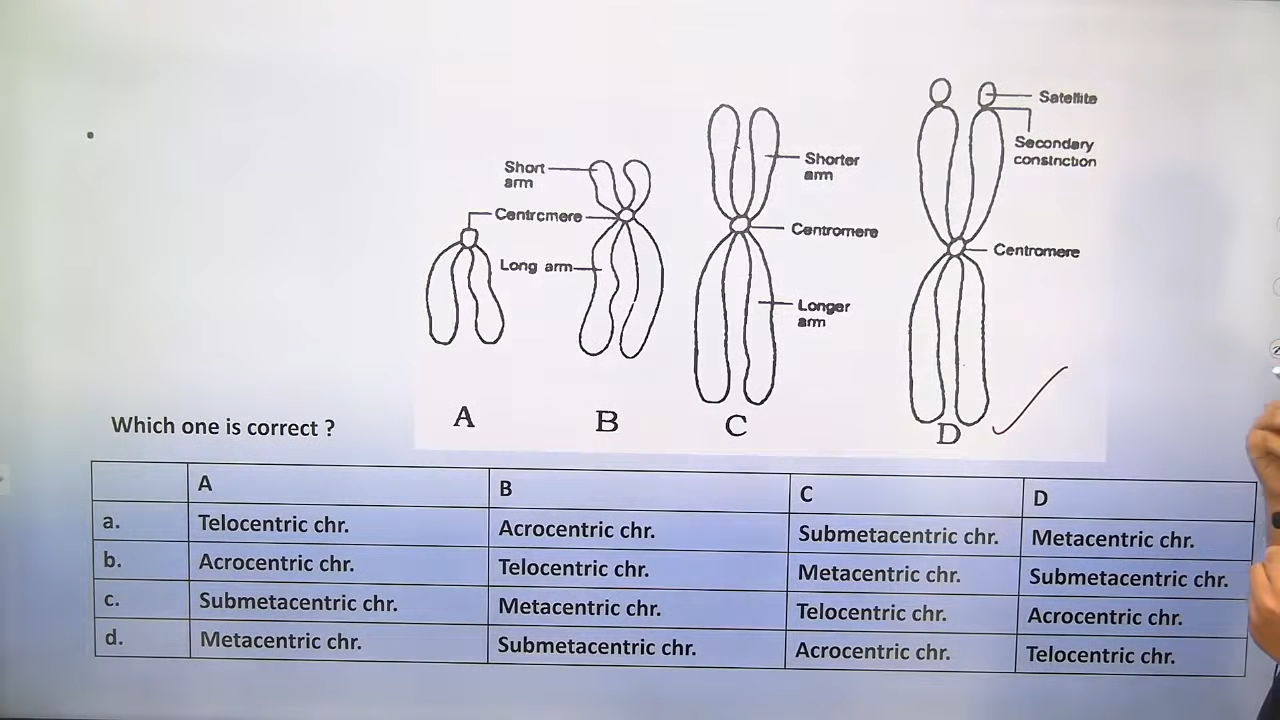 Satellite
Secondary
constnction
Short
arm
Shorter
arm
Centrcmere
Centromere
Centromere
Long arm
Longer
arm
A
B
C
D
Which one is correct ?
A B C D
a. Telocentric chr. Acrocentric chr. Submetacentric chr. Metacentric chr.
b. Acrocentric chr. Telocentric chr. Metacentric chr. Submetacentric chr.
c. Submetacentric chr. Metacentric chr. Telocentric chr. Acrocentric chr.
d. Metacentric chr. Submetacentric chr. Acrocentric chr. Telocentric chr.